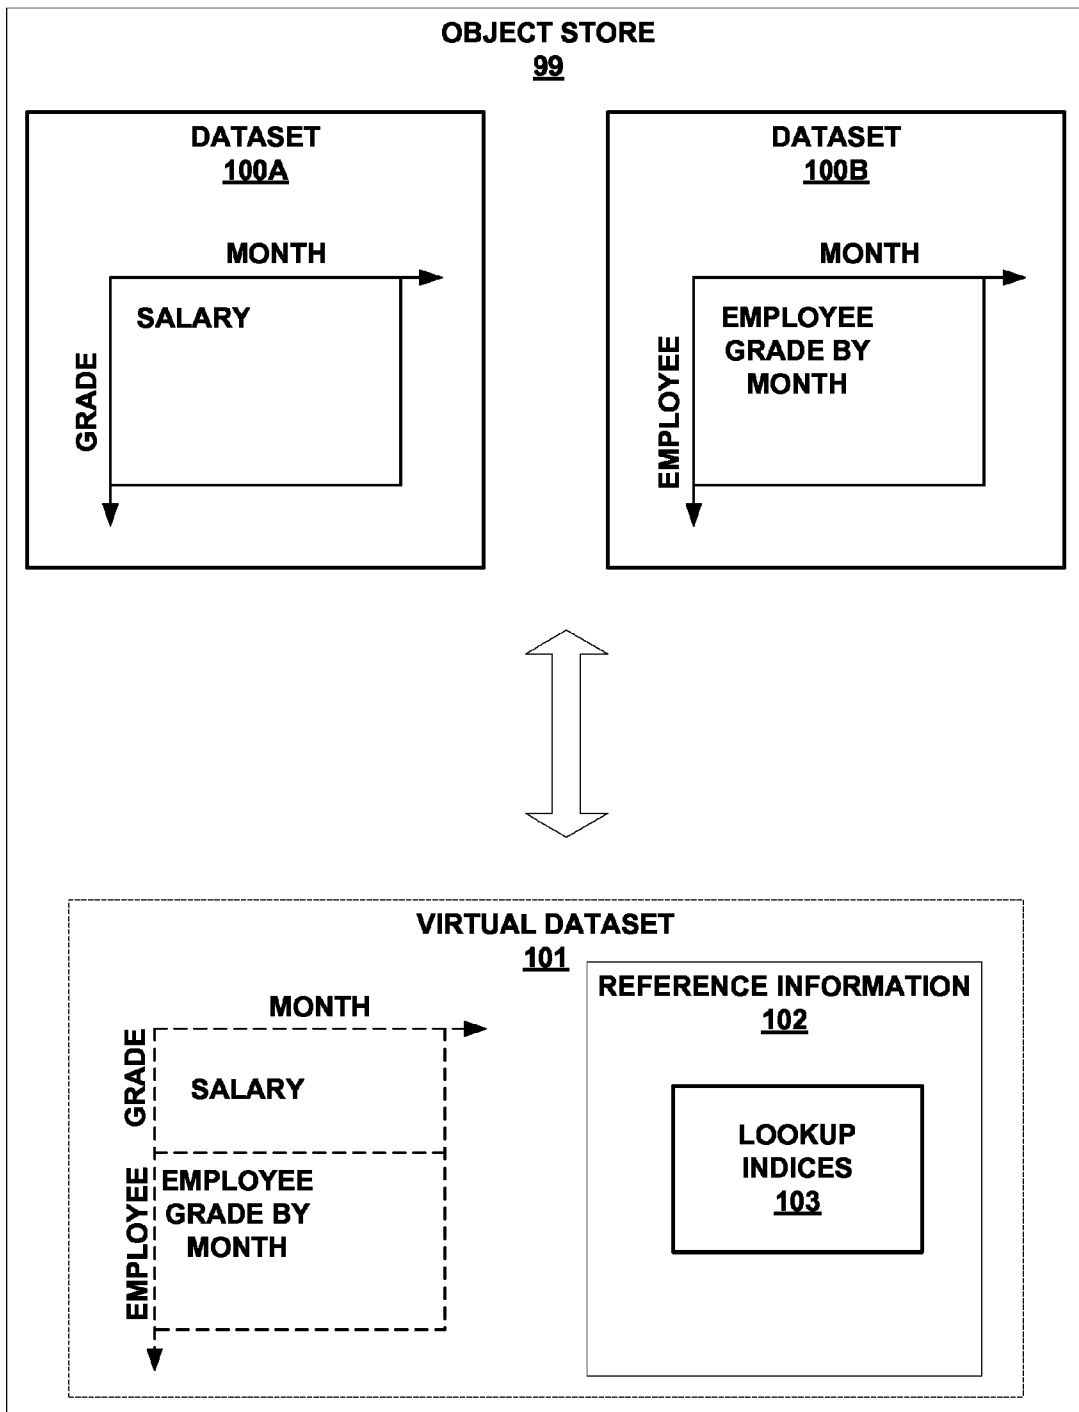 OBJECT STORE
99
DATASET
100A
MONTH
GRADE
SALARY
DATASET
100B
MONTH
EMPLOYEE
EMPLOYEE
GRADE BY
MONTH
VIRTUAL DATASET
101
MONTH
GRADE
SALARY
EMPLOYEE
EMPLOYEE
GRADE BY
MONTH
REFERENCE INFORMATION
102
LOOKUP
INDICES
103